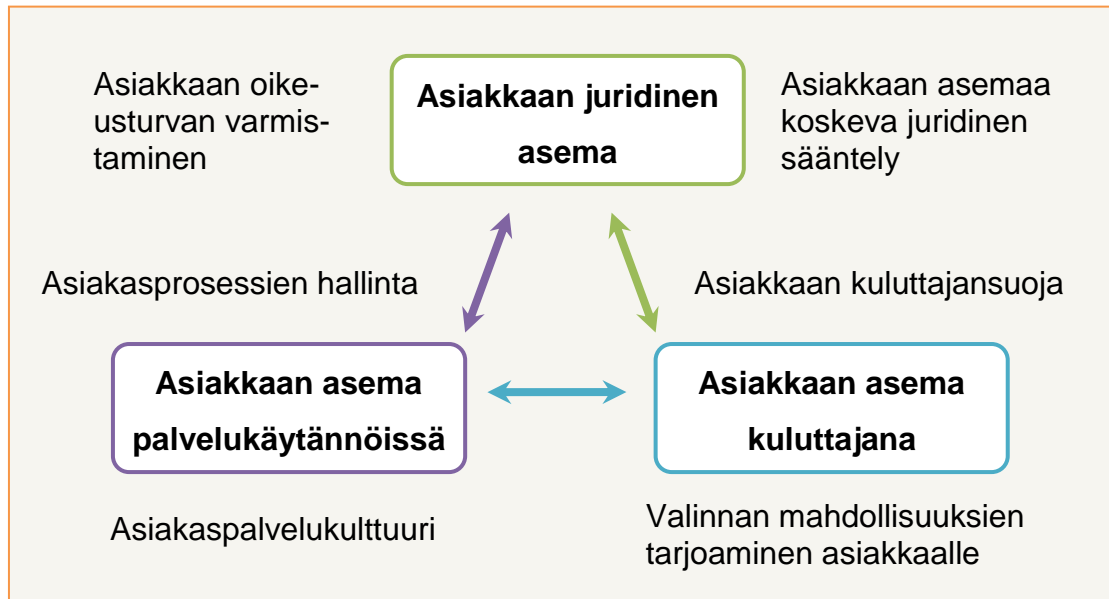 Asiakkaan oike-
usturvan varmis-
taminen
Asiakkaan juridinen
asema
Asiakkaan asemaa
koskeva juridinen
sääntely
Asiakasprosessien hallinta
Asiakkaan kuluttajansuoja
Asiakkaan asema
palvelukäytännöissä
Asiakkaan asema
kuluttajana
Asiakaspalvelukulttuuri
Valinnan mahdollisuuksien
tarjoaminen asiakkaalle